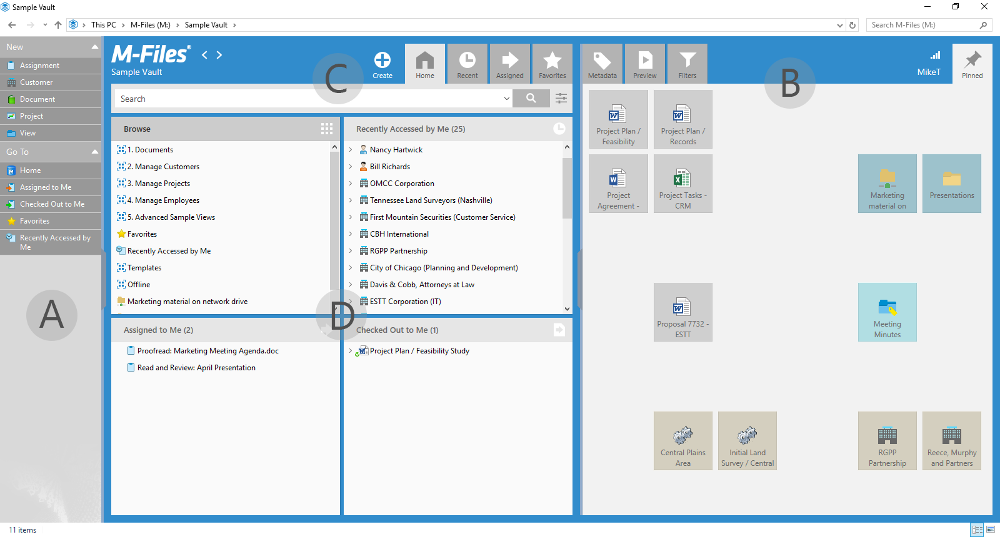 Sample Vault
This PC
M-Files (M:)
Sample Vault
Search M-Files (M:)
New
Assignment
Customer
Document
Project
View
Go To
Home
Assigned to Me
Checked Out to Me
Favorites
Recently Accessed by
Me
A
M-Files®
Sample Vault
C
Create
Home
Recent
Assigned
Favorites
Search
Browse
1. Documents
2. Manage Customers
3. Manage Projects
4. Manage Employees
5. Advanced Sample Views
Favorites
Recently Accessed by Me
Templates
Offline
Marketing material on network drive
Recently Accessed by Me (25)
Nancy Hartwick
Bill Richards
OMCC Corporation
Tennessee Land Surveyors (Nashville)
First Mountain Securities (Customer Service)
CBH International
RGPP Partnership
City of Chicago (Planning and Development)
Davis & Cobb, Attorneys at Law
ESTT Corporation (IT)
D
Assigned to Me (2)
Proofread: Marketing Meeting Agenda.doc
Read and Review: April Presentation
Checked Out to Me (1)
Project Plan / Feasibility Study
Metadata
Preview
Filters
B
MikeT
Pinned
Project Plan /
Feasibility
Project Plan /
Records
Project
Agreement -
Project Tasks -
CRM
Marketing
material on
Presentations
Proposal 7732 -
ESTT
Meeting
Minutes
Central Plains
Area
Initial Land
Survey / Central
RGPP
Partnership
Reece, Murphy
and Partners
11 items